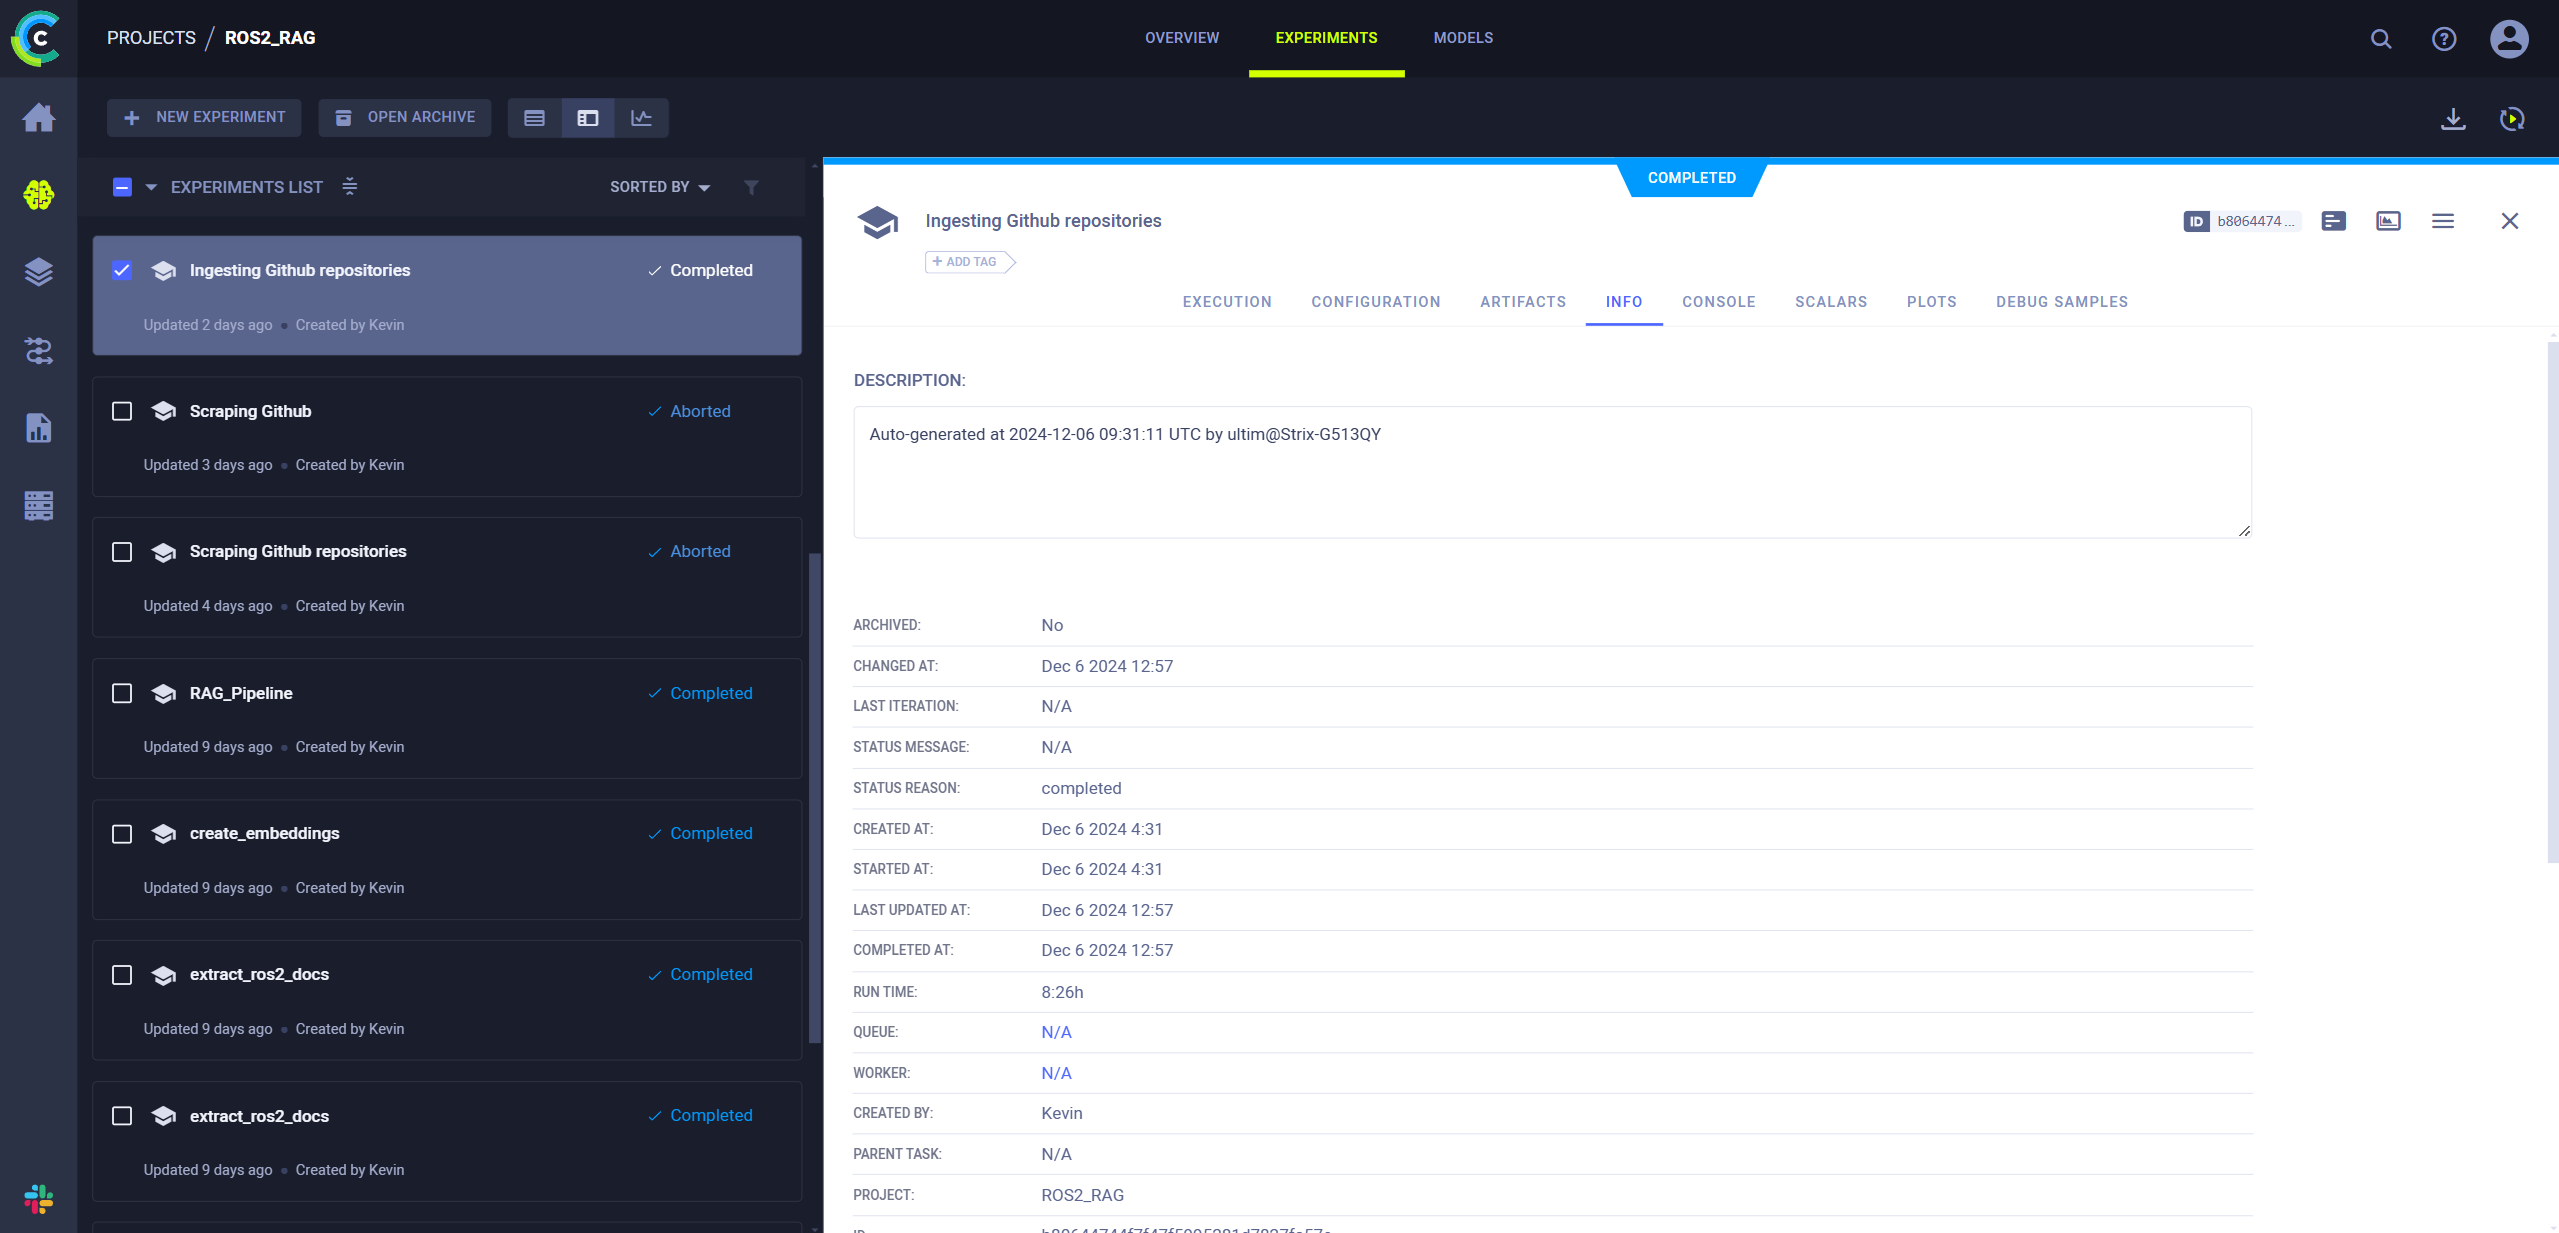 PROJECTS / ROS2_RAG
OVERVIEW
EXPERIMENTS
MODELS
NEW EXPERIMENT
OPEN ARCHIVE
EXPERIMENTS LIST
SORTED BY
Ingesting Github repositories
Completed
Updated 2 days ago • Created by Kevin
Scraping Github
Aborted
Updated 3 days ago • Created by Kevin
Scraping Github repositories
Aborted
Updated 4 days ago • Created by Kevin
RAG_Pipeline
Completed
Updated 9 days ago • Created by Kevin
create_embeddings
Completed
Updated 9 days ago • Created by Kevin
extract_ros2_docs
Completed
Updated 9 days ago • Created by Kevin
extract_ros2_docs
Completed
Updated 9 days ago • Created by Kevin
COMPLETED
Ingesting Github repositories
ID b8064474 ...
+ ADD TAG
EXECUTION
CONFIGURATION
ARTIFACTS
INFO
CONSOLE
SCALARS
PLOTS
DEBUG SAMPLES
DESCRIPTION:
Auto-generated at 2024-12-06 09:31:11 UTC by ultim@Strix-G513QY
ARCHIVED: No
CHANGED AT: Dec 6 2024 12:57
LAST ITERATION: N/A
STATUS MESSAGE: N/A
STATUS REASON: completed
CREATED AT: Dec 6 2024 4:31
STARTED AT: Dec 6 2024 4:31
LAST UPDATED AT: Dec 6 2024 12:57
COMPLETED AT: Dec 6 2024 12:57
RUN TIME: 8:26h
QUEUE: N/A
WORKER: N/A
CREATED BY: Kevin
PARENT TASK: N/A
PROJECT: ROS2_RAG